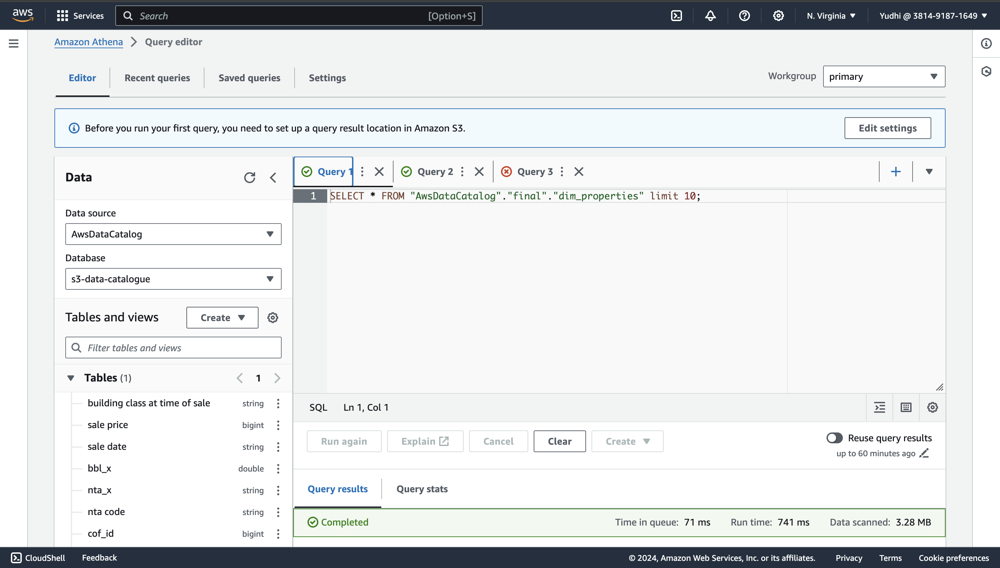 aws
Services
Search
[Option+S]
N. Virginia
Yudhi @ 3814-9187-1649
Amazon Athena
Query editor
Editor
Recent queries
Saved queries
Settings
Workgroup
primary
Before you run your first query, you need to set up a query result location in Amazon S3.
Edit settings
Data
Query 1
Query 2
Query 3
1
SELECT * FROM "AwsDataCatalog"."final"."dim_properties" limit 10;
Data source
AwsDataCatalog
Database
s3-data-catalogue
Tables and views
Create
Filter tables and views
Tables (1)
1
building class at time of sale string
sale price bigint
sale date string
bbl_x double
nta_x string
nta code string
cof_id bigint
SQL
Ln 1, Col 1
Run again
Explain
Cancel
Clear
Create
Reuse query results
up to 60 minutes ago
Query results
Query stats
Completed
Time in queue: 71 ms
Run time: 741 ms
Data scanned: 3.28 MB
CloudShell
Feedback
© 2024, Amazon Web Services, Inc. or its affiliates.
Privacy
Terms
Cookie preferences